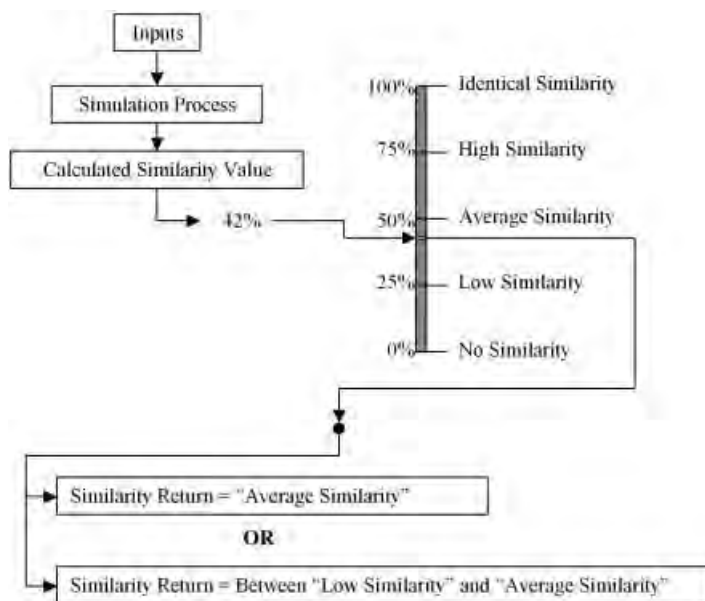 Inputs
Simulation Process
Calculated Similarity Value
42%
100% Identical Similarity
75% High Similarity
50% Average Similarity
25% Low Similarity
0% No Similarity
Similarity Return = "Average Similarity"
OR
Similarity Return = Between "Low Similarity" and "Average Similarity"